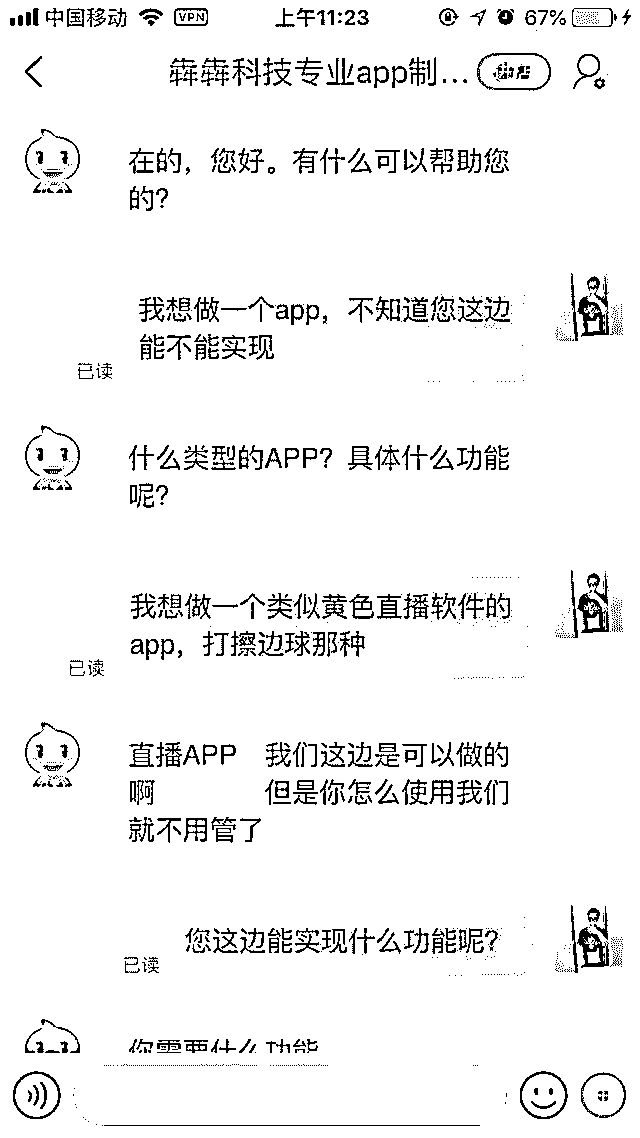 中国移动 VPN 上午11:23 67%
犇犇科技专业app制...
在的，您好。有什么可以帮助您
的？
我想做一个app，不知道您这边
能不能实现
已读
什么类型的APP？具体什么功能
呢？
我想做一个类似黄色直播软件的
app，打擦边球那种
已读
直播APP 我们这边是可以做的
啊 但是你怎么使用我们
就不用管了
您这边能实现什么功能呢？
已读
你需要什么功能